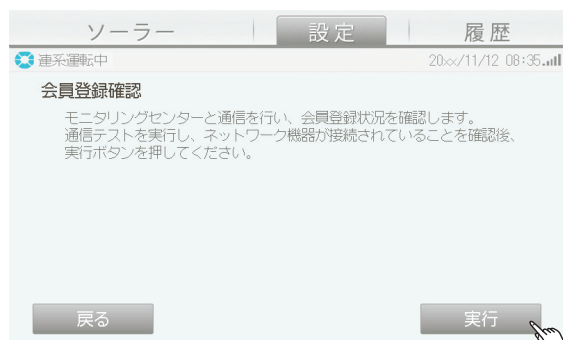 ソーラー
設定
履歴
連系運転中
20××/11/12 08:35
会員登録確認
モニタリングセンターと通信を行い、会員登録状況を確認します。
通信テストを実行し、ネットワーク機器が接続されていることを確認後、
実行ボタンを押してください。
戻る
実行